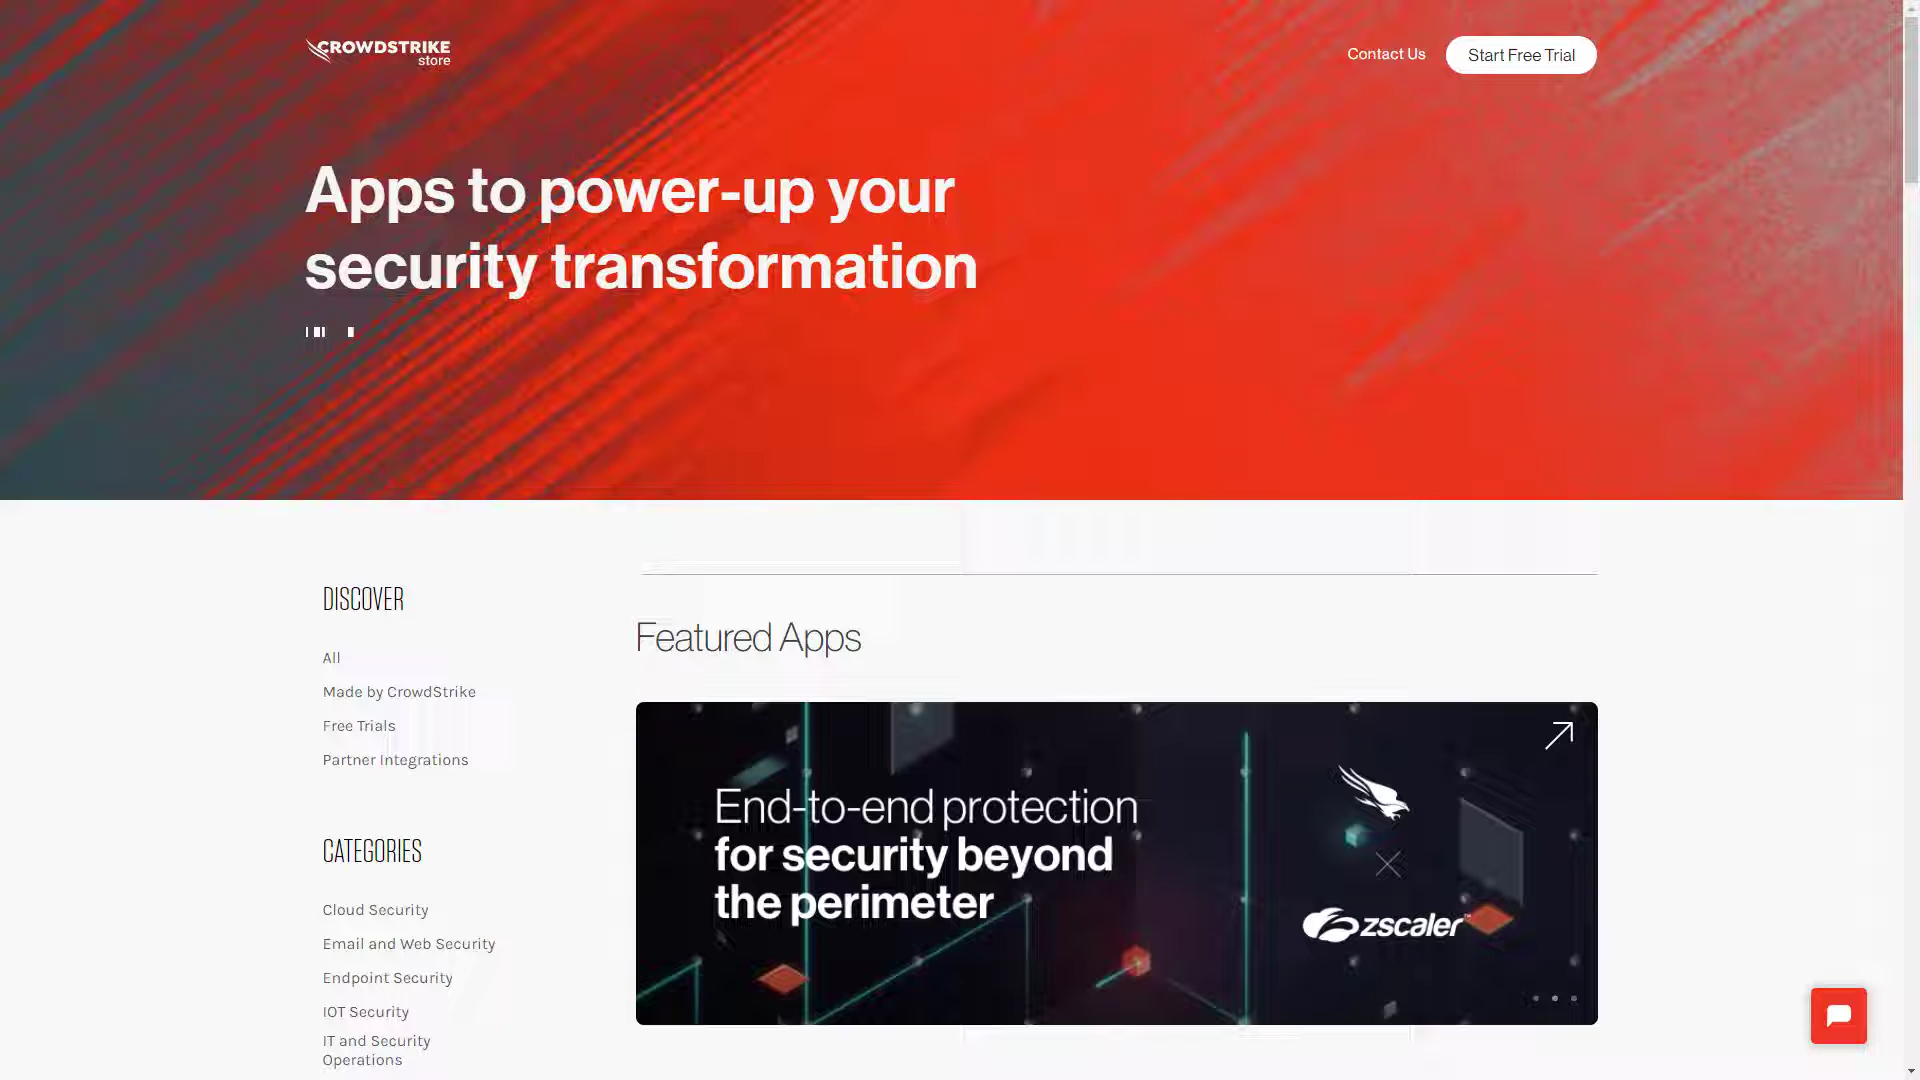 CROWDSTRIKE
store
Contact Us
Start Free Trial
Apps to power-up your
security transformation
DISCOVER
All
Made by CrowdStrike
Free Trials
Partner Integrations
CATEGORIES
Cloud Security
Email and Web Security
Endpoint Security
IOT Security
IT and Security
Operations
Featured Apps
End-to-end protection
for security beyond
the perimeter
zscaler™